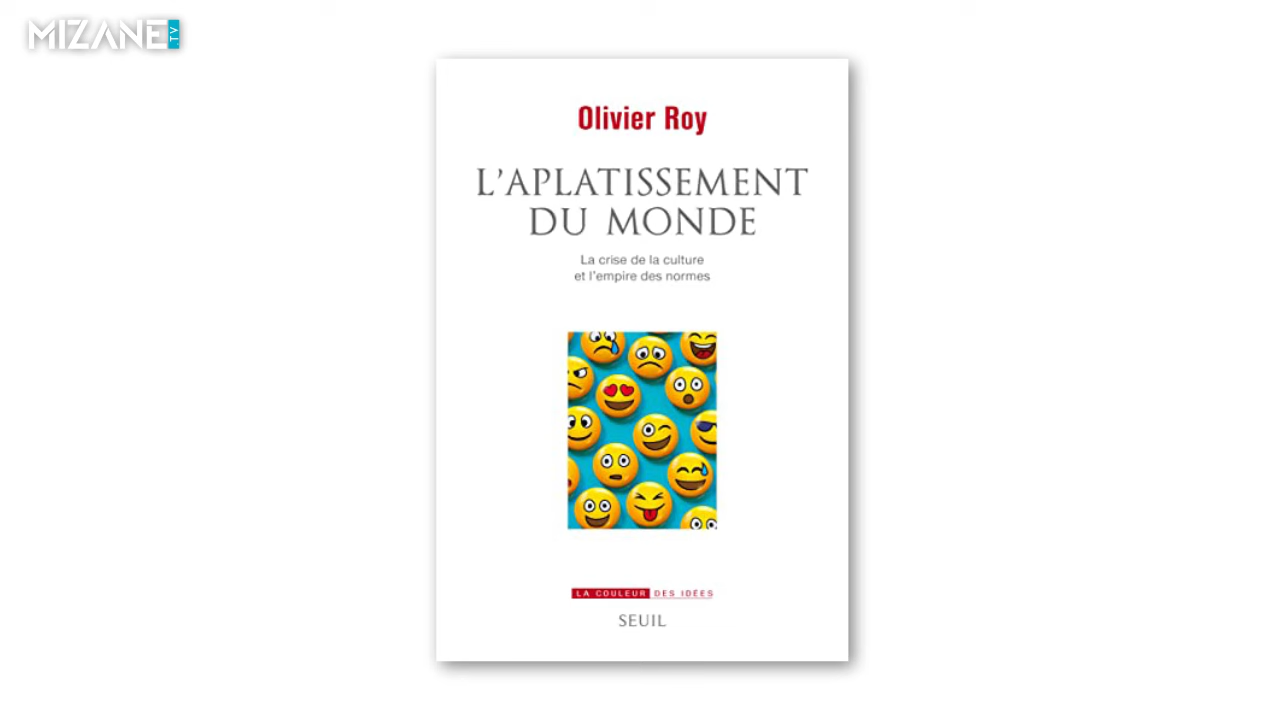 MIZANE.TV
Olivier Roy
L'APLATISSEMENT
DU MONDE
La crise de la culture
et l'empire des normes
LA COULEUR DES IDÉES
SEUIL